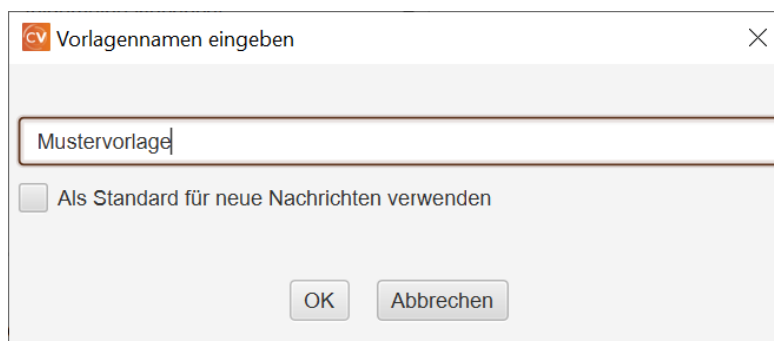 CV Vorlagennamen eingeben
Mustervorlage
Als Standard für neue Nachrichten verwenden
OK Abbrechen